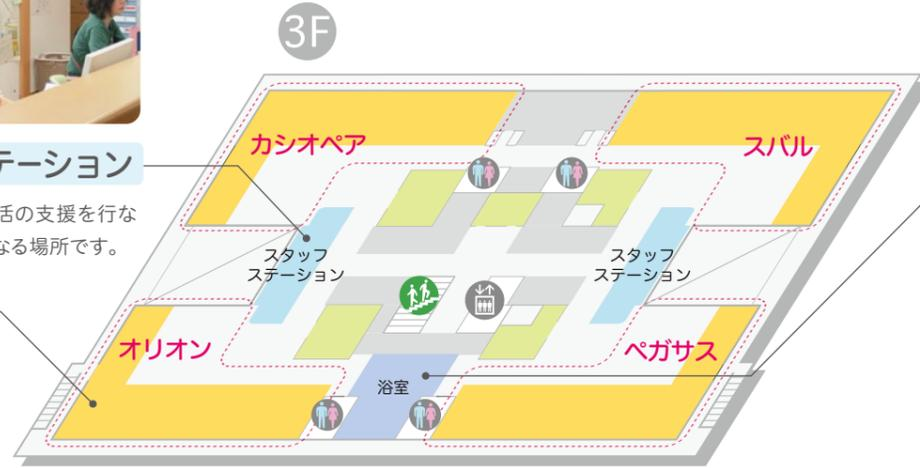 3F
カシオペア
スバル
テーション
活の支援を行な
なる場所です。
スタッフ
ステーション
スタッフ
ステーション
オリオン
ペガサス
浴室